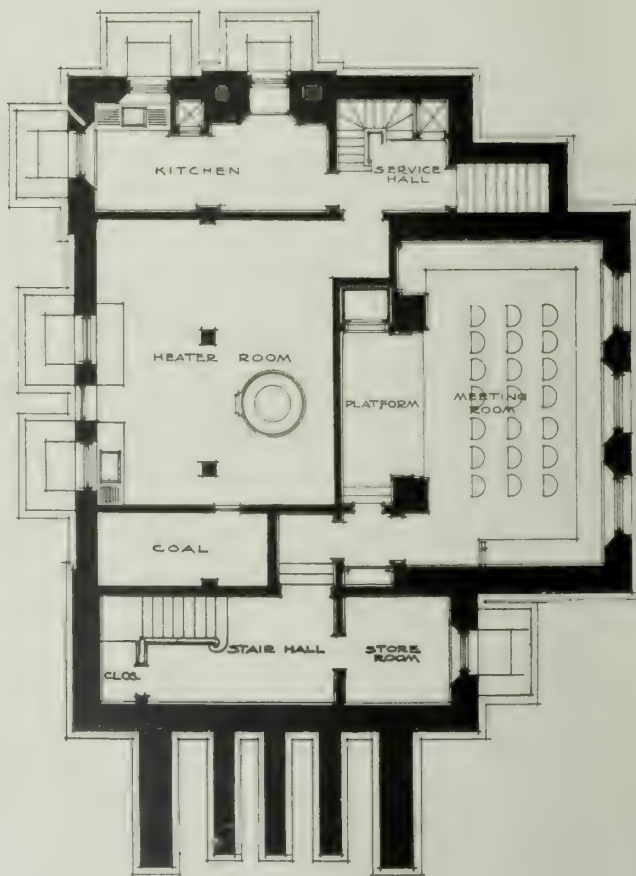 KITCHEN
SERVICE
HALL
HEATER ROOM
PLATFORM
MEETING
ROOM
COAL
STAIR HALL
STORE
ROOM
CLOS.